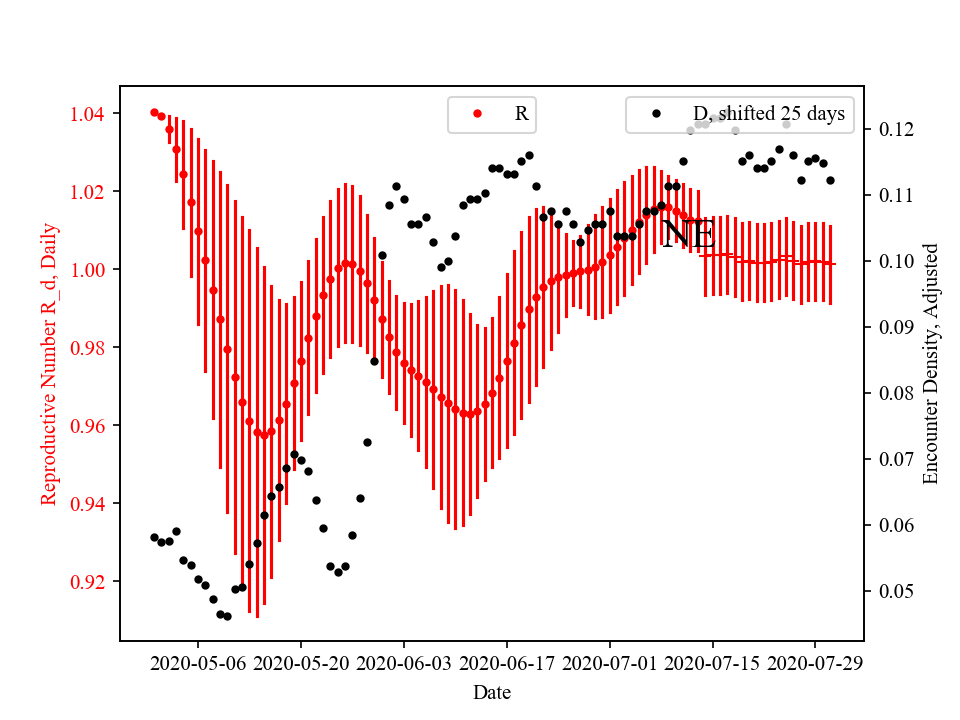 R
D, shifted 25 days
1.04
1.02
1.00
0.98
0.96
0.94
0.92
Reproductive Number R_d, Daily
NE
0.12
0.11
0.10
0.09
0.08
0.07
0.06
0.05
Encounter Density, Adjusted
2020-05-06 2020-05-20 2020-06-03 2020-06-17 2020-07-01 2020-07-15 2020-07-29
Date